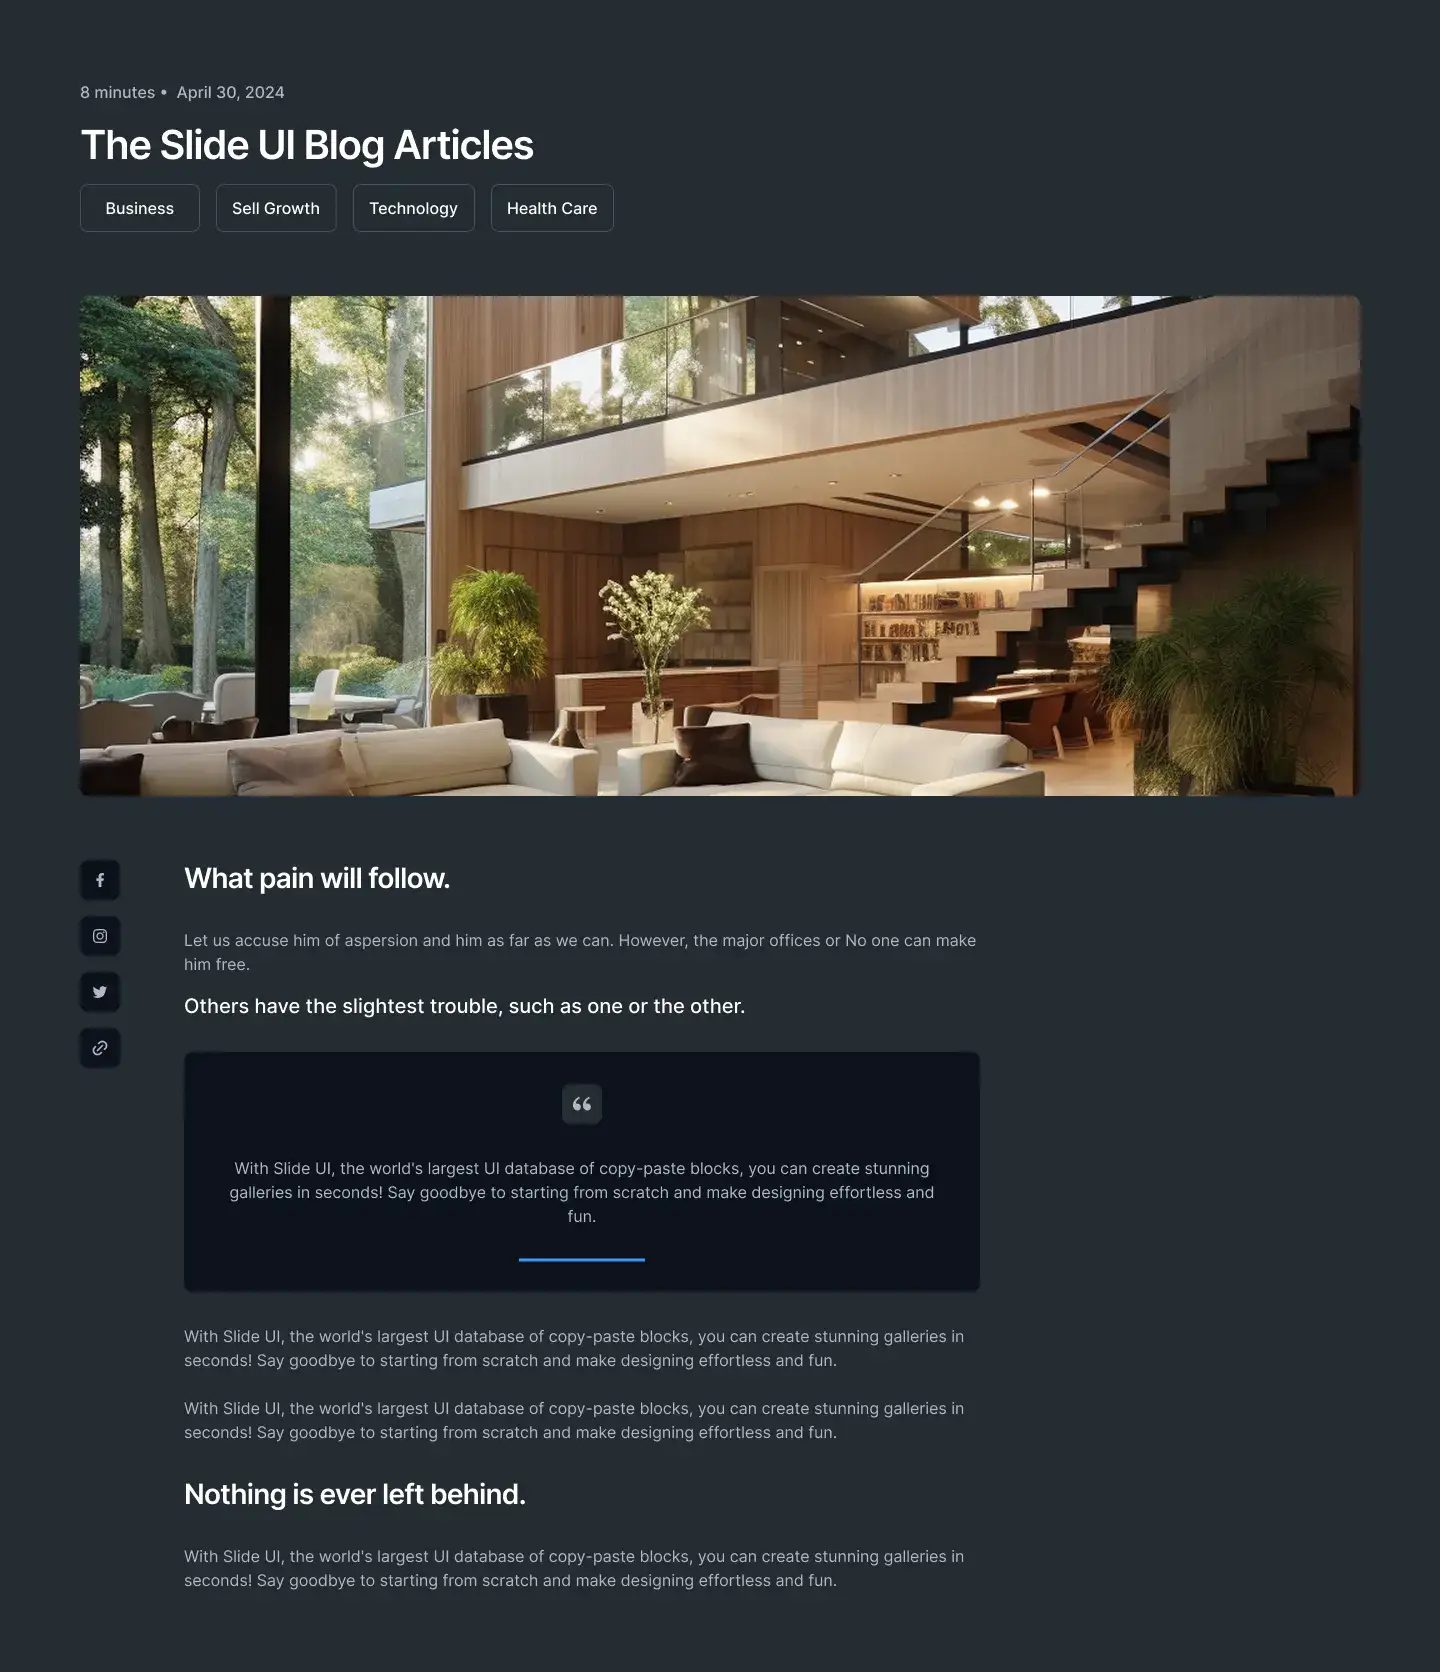 8 minutes • April 30, 2024
The Slide UI Blog Articles
Business
Sell Growth
Technology
Health Care
What pain will follow.
Let us accuse him of aspersion and him as far as we can. However, the major offices or No one can make
him free.
Others have the slightest trouble, such as one or the other.
“
With Slide UI, the world's largest UI database of copy-paste blocks, you can create stunning
galleries in seconds! Say goodbye to starting from scratch and make designing effortless and
fun.
With Slide UI, the world's largest UI database of copy-paste blocks, you can create stunning galleries in
seconds! Say goodbye to starting from scratch and make designing effortless and fun.
With Slide UI, the world's largest UI database of copy-paste blocks, you can create stunning galleries in
seconds! Say goodbye to starting from scratch and make designing effortless and fun.
Nothing is ever left behind.
With Slide UI, the world's largest UI database of copy-paste blocks, you can create stunning galleries in
seconds! Say goodbye to starting from scratch and make designing effortless and fun.